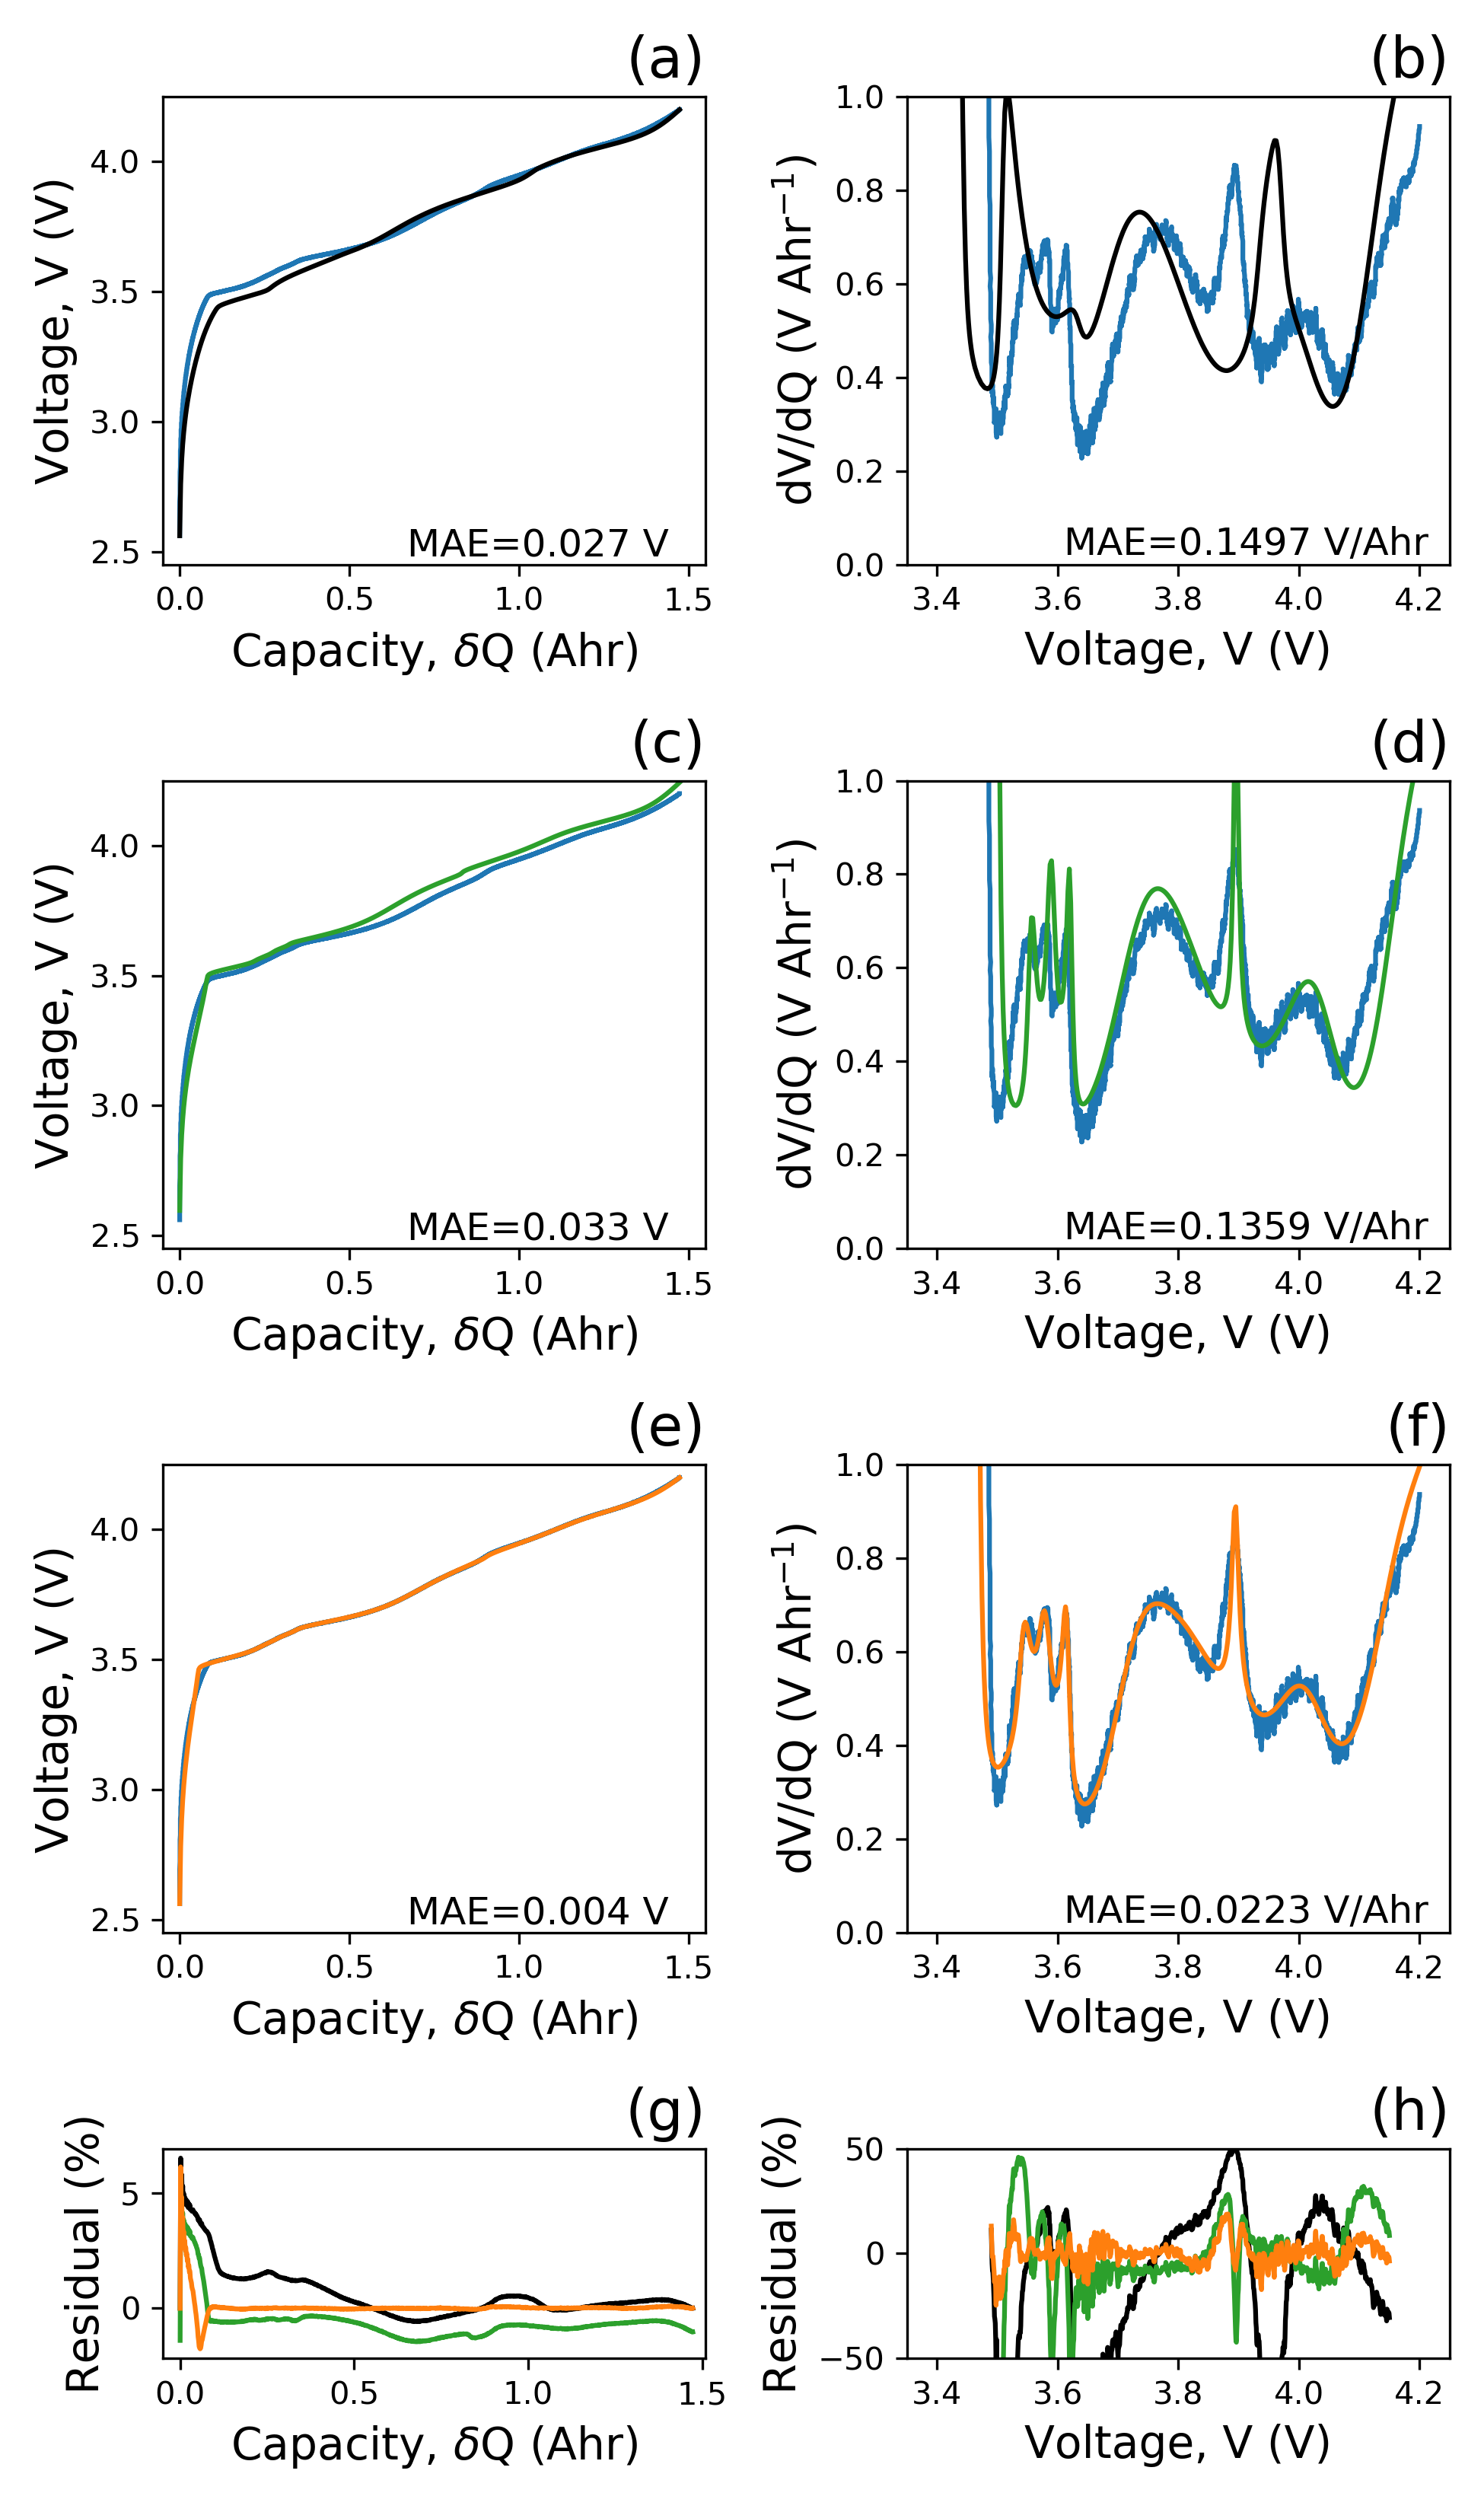 (a)
Voltage, V (V)
4.0
3.5
3.0
2.5
MAE=0.027 V
0.0 0.5 1.0 1.5
Capacity, δQ (Ahr)
(b)
dV/dQ (V Ahr⁻¹)
1.0
0.8
0.6
0.4
0.2
0.0
MAE=0.1497 V/Ahr
3.4 3.6 3.8 4.0 4.2
Voltage, V (V)
(c)
Voltage, V (V)
4.0
3.5
3.0
2.5
MAE=0.033 V
0.0 0.5 1.0 1.5
Capacity, δQ (Ahr)
(d)
dV/dQ (V Ahr⁻¹)
1.0
0.8
0.6
0.4
0.2
0.0
MAE=0.1359 V/Ahr
3.4 3.6 3.8 4.0 4.2
Voltage, V (V)
(e)
Voltage, V (V)
4.0
3.5
3.0
2.5
MAE=0.004 V
0.0 0.5 1.0 1.5
Capacity, δQ (Ahr)
(f)
dV/dQ (V Ahr⁻¹)
1.0
0.8
0.6
0.4
0.2
0.0
MAE=0.0223 V/Ahr
3.4 3.6 3.8 4.0 4.2
Voltage, V (V)
(g)
Residual (%)
5
0
0.0 0.5 1.0 1.5
Capacity, δQ (Ahr)
(h)
Residual (%)
50
0
−50
3.4 3.6 3.8 4.0 4.2
Voltage, V (V)